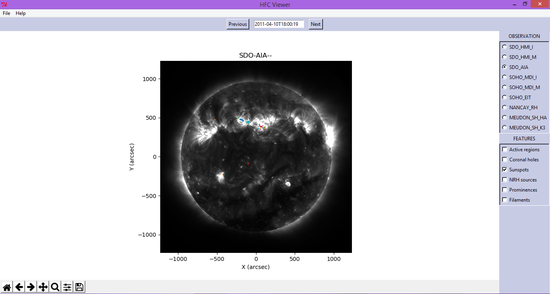 HFC Viewer
File Help
Previous 2011-04-10T18:00:19 Next
OBSERVATION
SDO_HMI_I
SDO_HMI_M
SDO_AIA
SOHO_MDI_I
SOHO_MDI_M
SOHO_EIT
NANCAY_RH
MEUDON_SH_HA
MEUDON_SH_K3
FEATURES
Active regions
Coronal holes
Sunspots
NRH sources
Prominences
Filaments
SDO-AIA--
Y (arcsec)
1000
500
0
−500
−1000
−1000 −500 0 500 1000
X (arcsec)